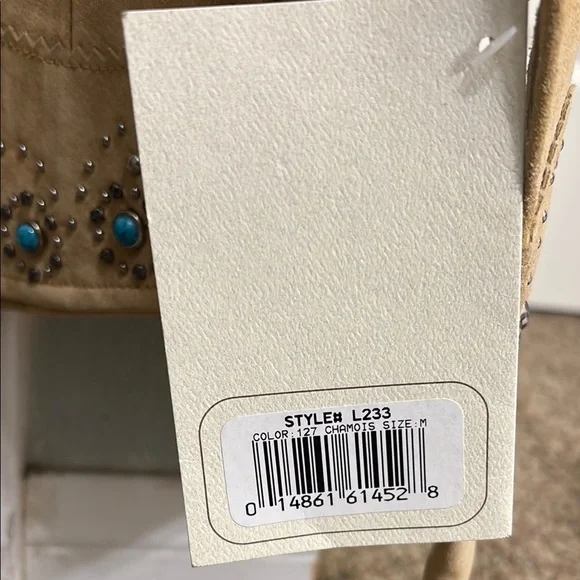 STYLE# L233
COLOR:127 CHAMOIS SIZE:M
0 14861 61452 8